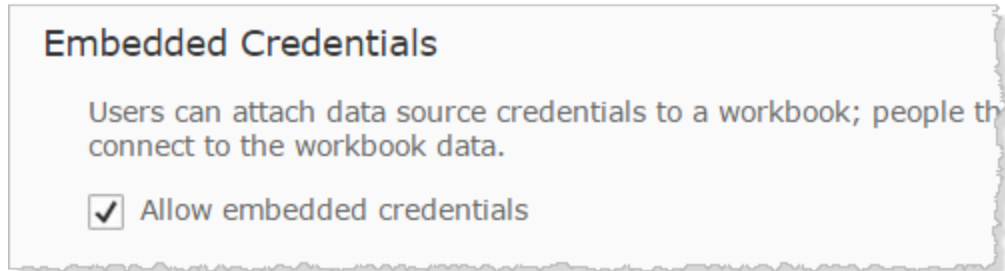 Embedded Credentials
Users can attach data source credentials to a workbook; people
connect to the workbook data.
Allow embedded credentials